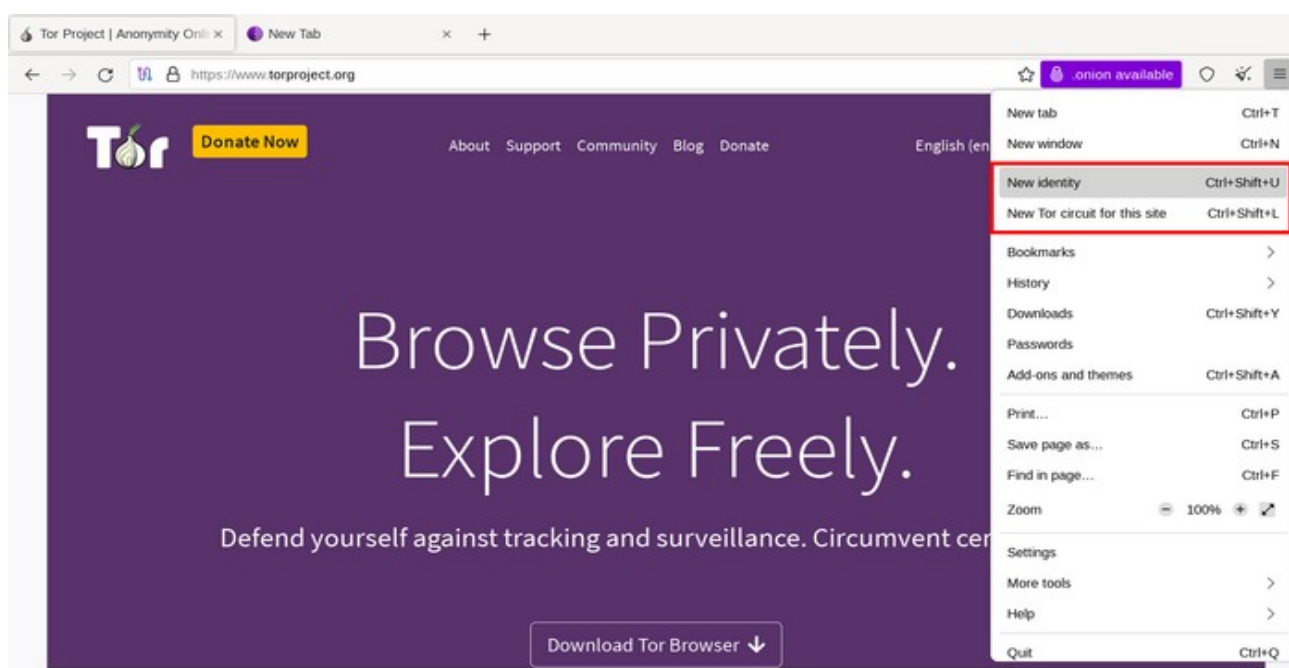 Tor Project | Anonymity Onli
New Tab
https://www.torproject.org
.onion available
Tor
Donate Now
About Support Community Blog Donate
English (en
Browse Privately.
Explore Freely.
Defend yourself against tracking and surveillance. Circumvent cen
Download Tor Browser
New tab Ctrl+T
New window Ctrl+N
New identity Ctrl+Shift+U
New Tor circuit for this site Ctrl+Shift+L
Bookmarks
History
Downloads Ctrl+Shift+Y
Passwords
Add-ons and themes Ctrl+Shift+A
Print... Ctrl+P
Save page as... Ctrl+S
Find in page... Ctrl+F
Zoom 100%
Settings
More tools
Help
Quit Ctrl+Q